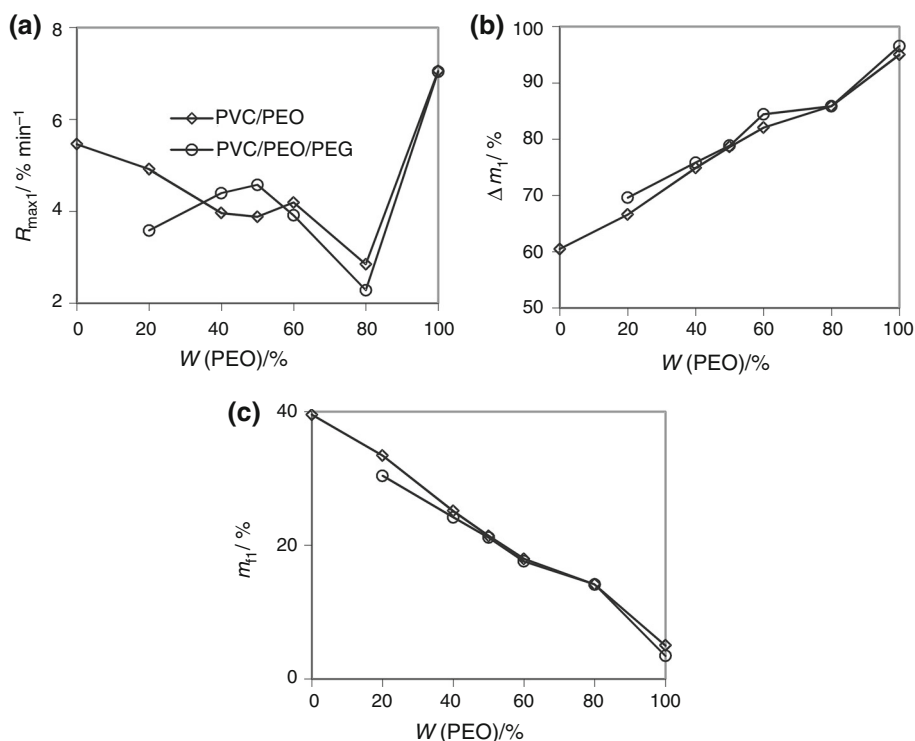 (a)
8
6
4
2
R max1/ % min⁻¹
PVC/PEO
PVC/PEO/PEG
0 20 40 60 80 100
W (PEO)/%
(b)
100
90
80
70
60
50
Δ m₁/ %
0 20 40 60 80 100
W (PEO)/%
(c)
40
20
0
m f1/ %
0 20 40 60 80 100
W (PEO)/%